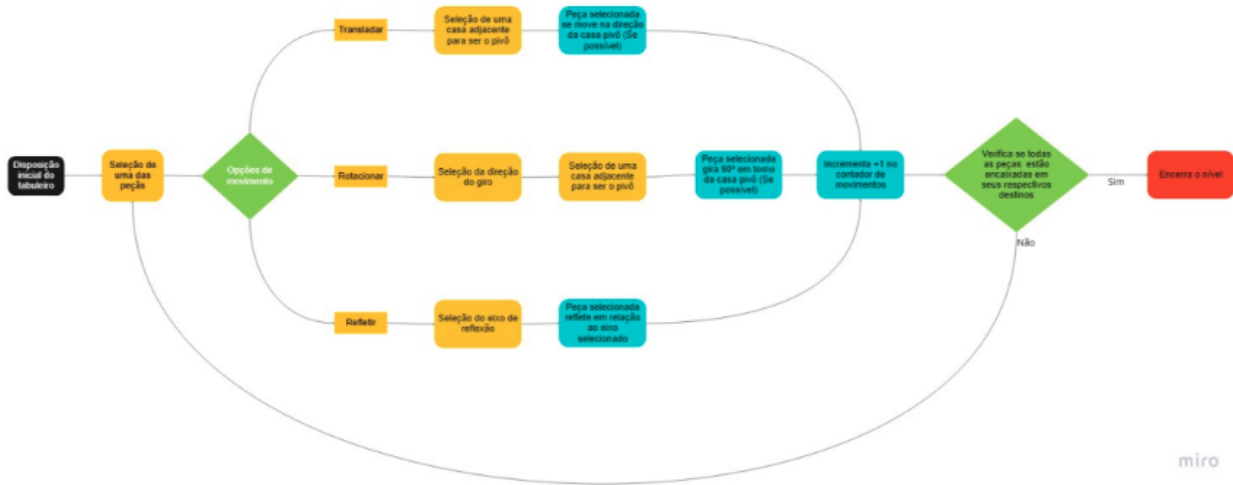 Transladar
Seleção de uma
casa adjacente
para ser o pivô
Peça selecionada
se move na direção
da casa pivô (Se
possível)
Disposição
inicial do
tabuleiro
Seleção de
uma das
peças
Opções de
movimento
Rotacionar
Seleção da direção
do giro
Seleção de uma
casa adjacente
para ser o pivô
Peça selecionada
gira 90º em torno
da casa pivô (Se
possível)
Incrementa +1 no
contador de
movimentos
Verifica se todas
as peças estão
encaixadas em
seus respectivos
destinos
Sim
Encerra o nível
Não
Refletir
Seleção do eixo de
reflexão
Peça selecionada
reflete em relação
ao eixo
selecionado
miro